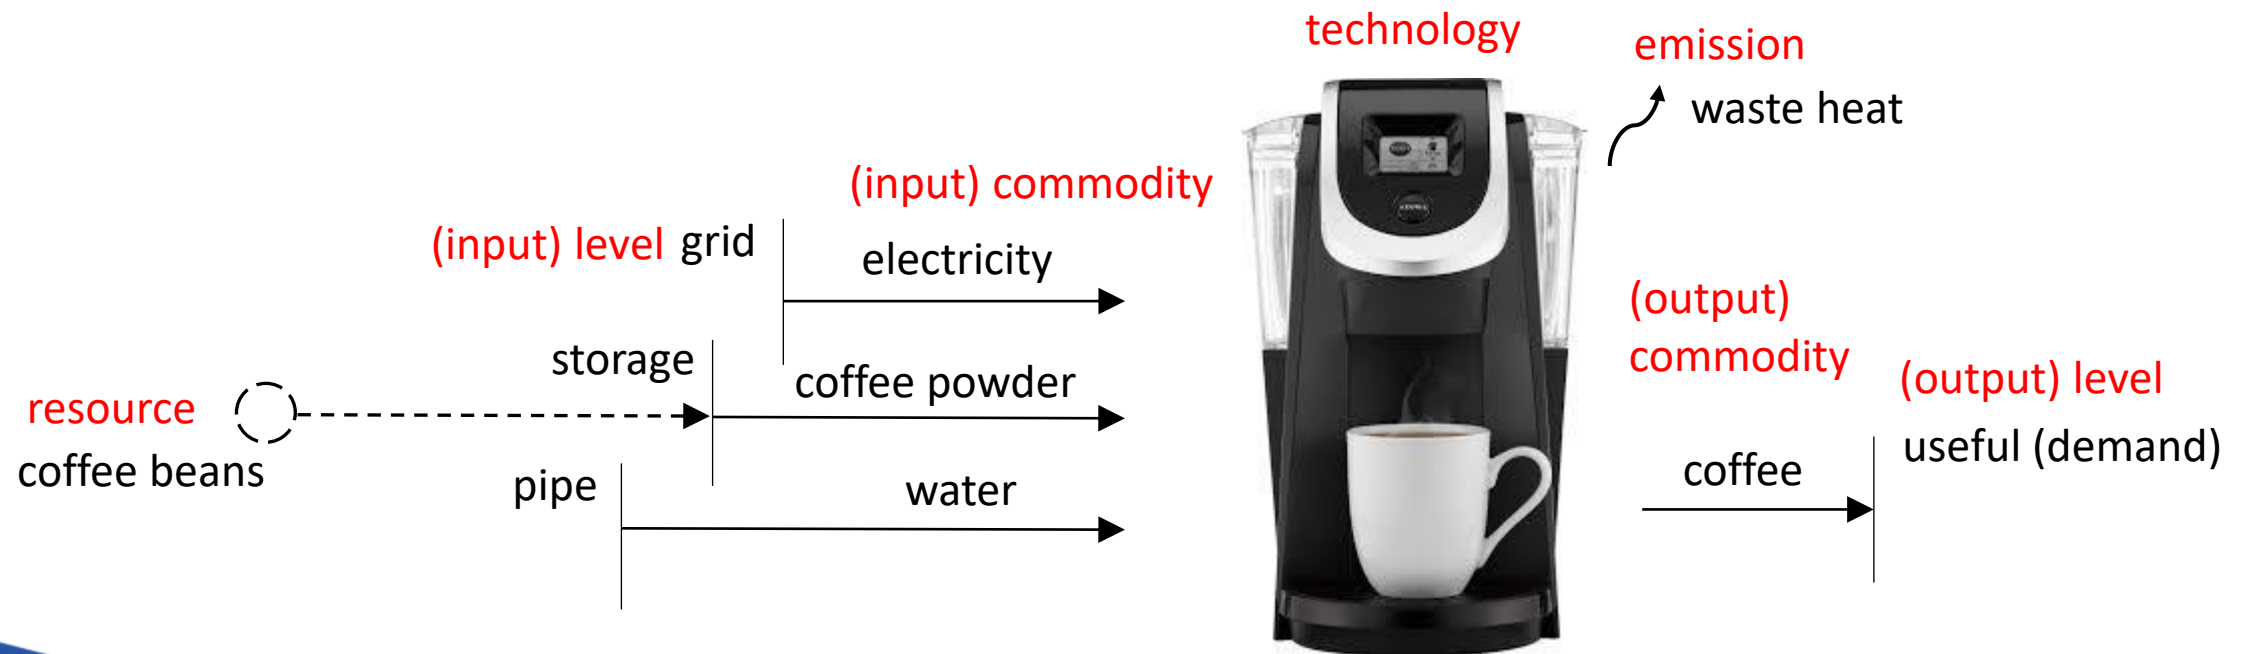 technology
emission
waste heat
(input) commodity
(input) level grid
electricity
(output)
commodity
storage
coffee powder
(output) level
resource
useful (demand)
coffee beans
coffee
pipe
water